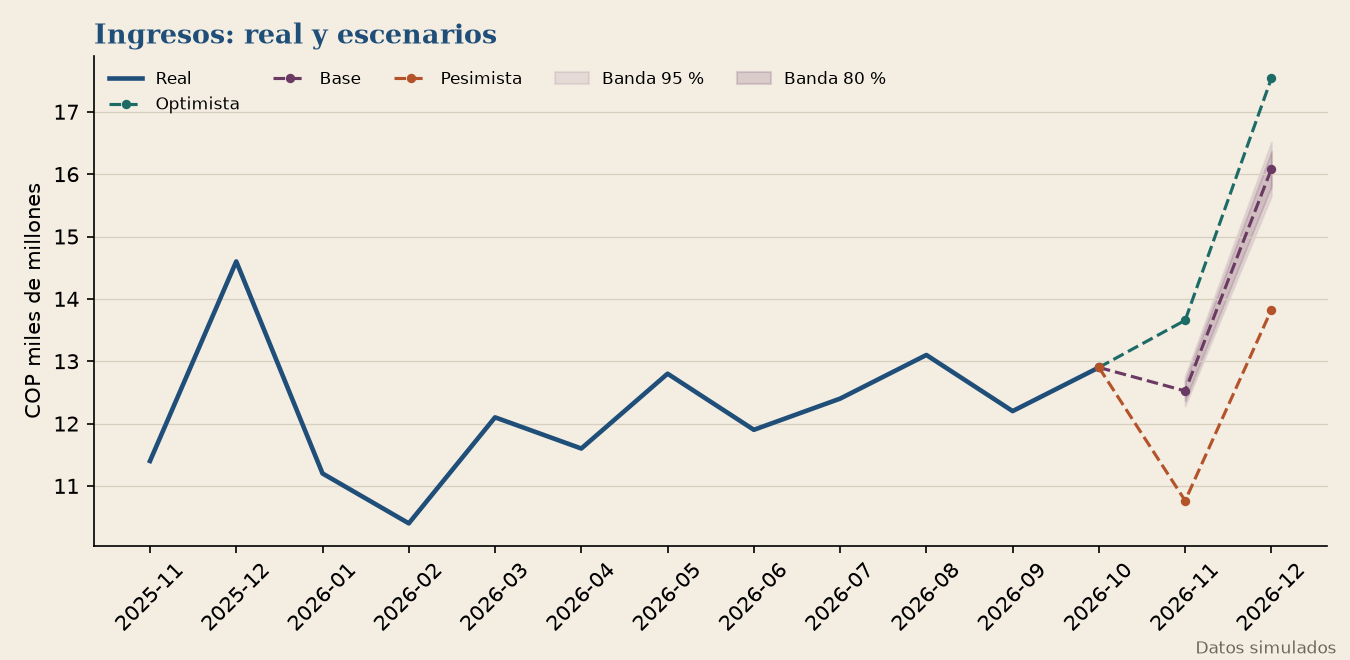 Ingresos: real y escenarios
Real
Optimista
Base
Pesimista
Banda 95 %
Banda 80 %
COP miles de millones
17
16
15
14
13
12
11
2025-11
2025-12
2026-01
2026-02
2026-03
2026-04
2026-05
2026-06
2026-07
2026-08
2026-09
2026-10
2026-11
2026-12
Datos simulados